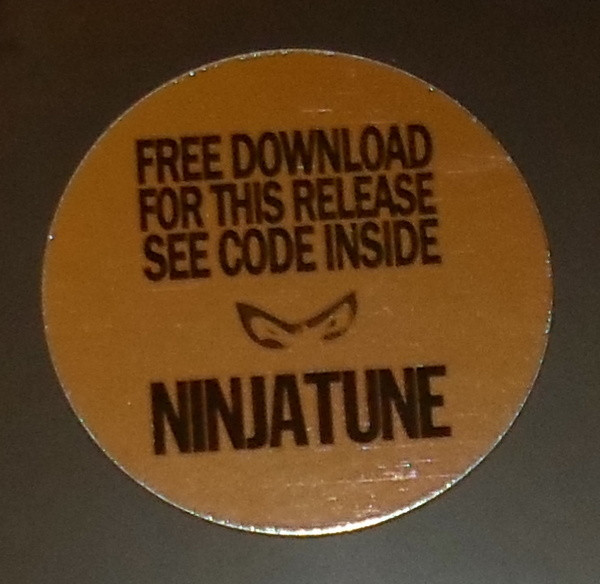 FREE DOWNLOAD
FOR THIS RELEASE
SEE CODE INSIDE
NINJATUNE